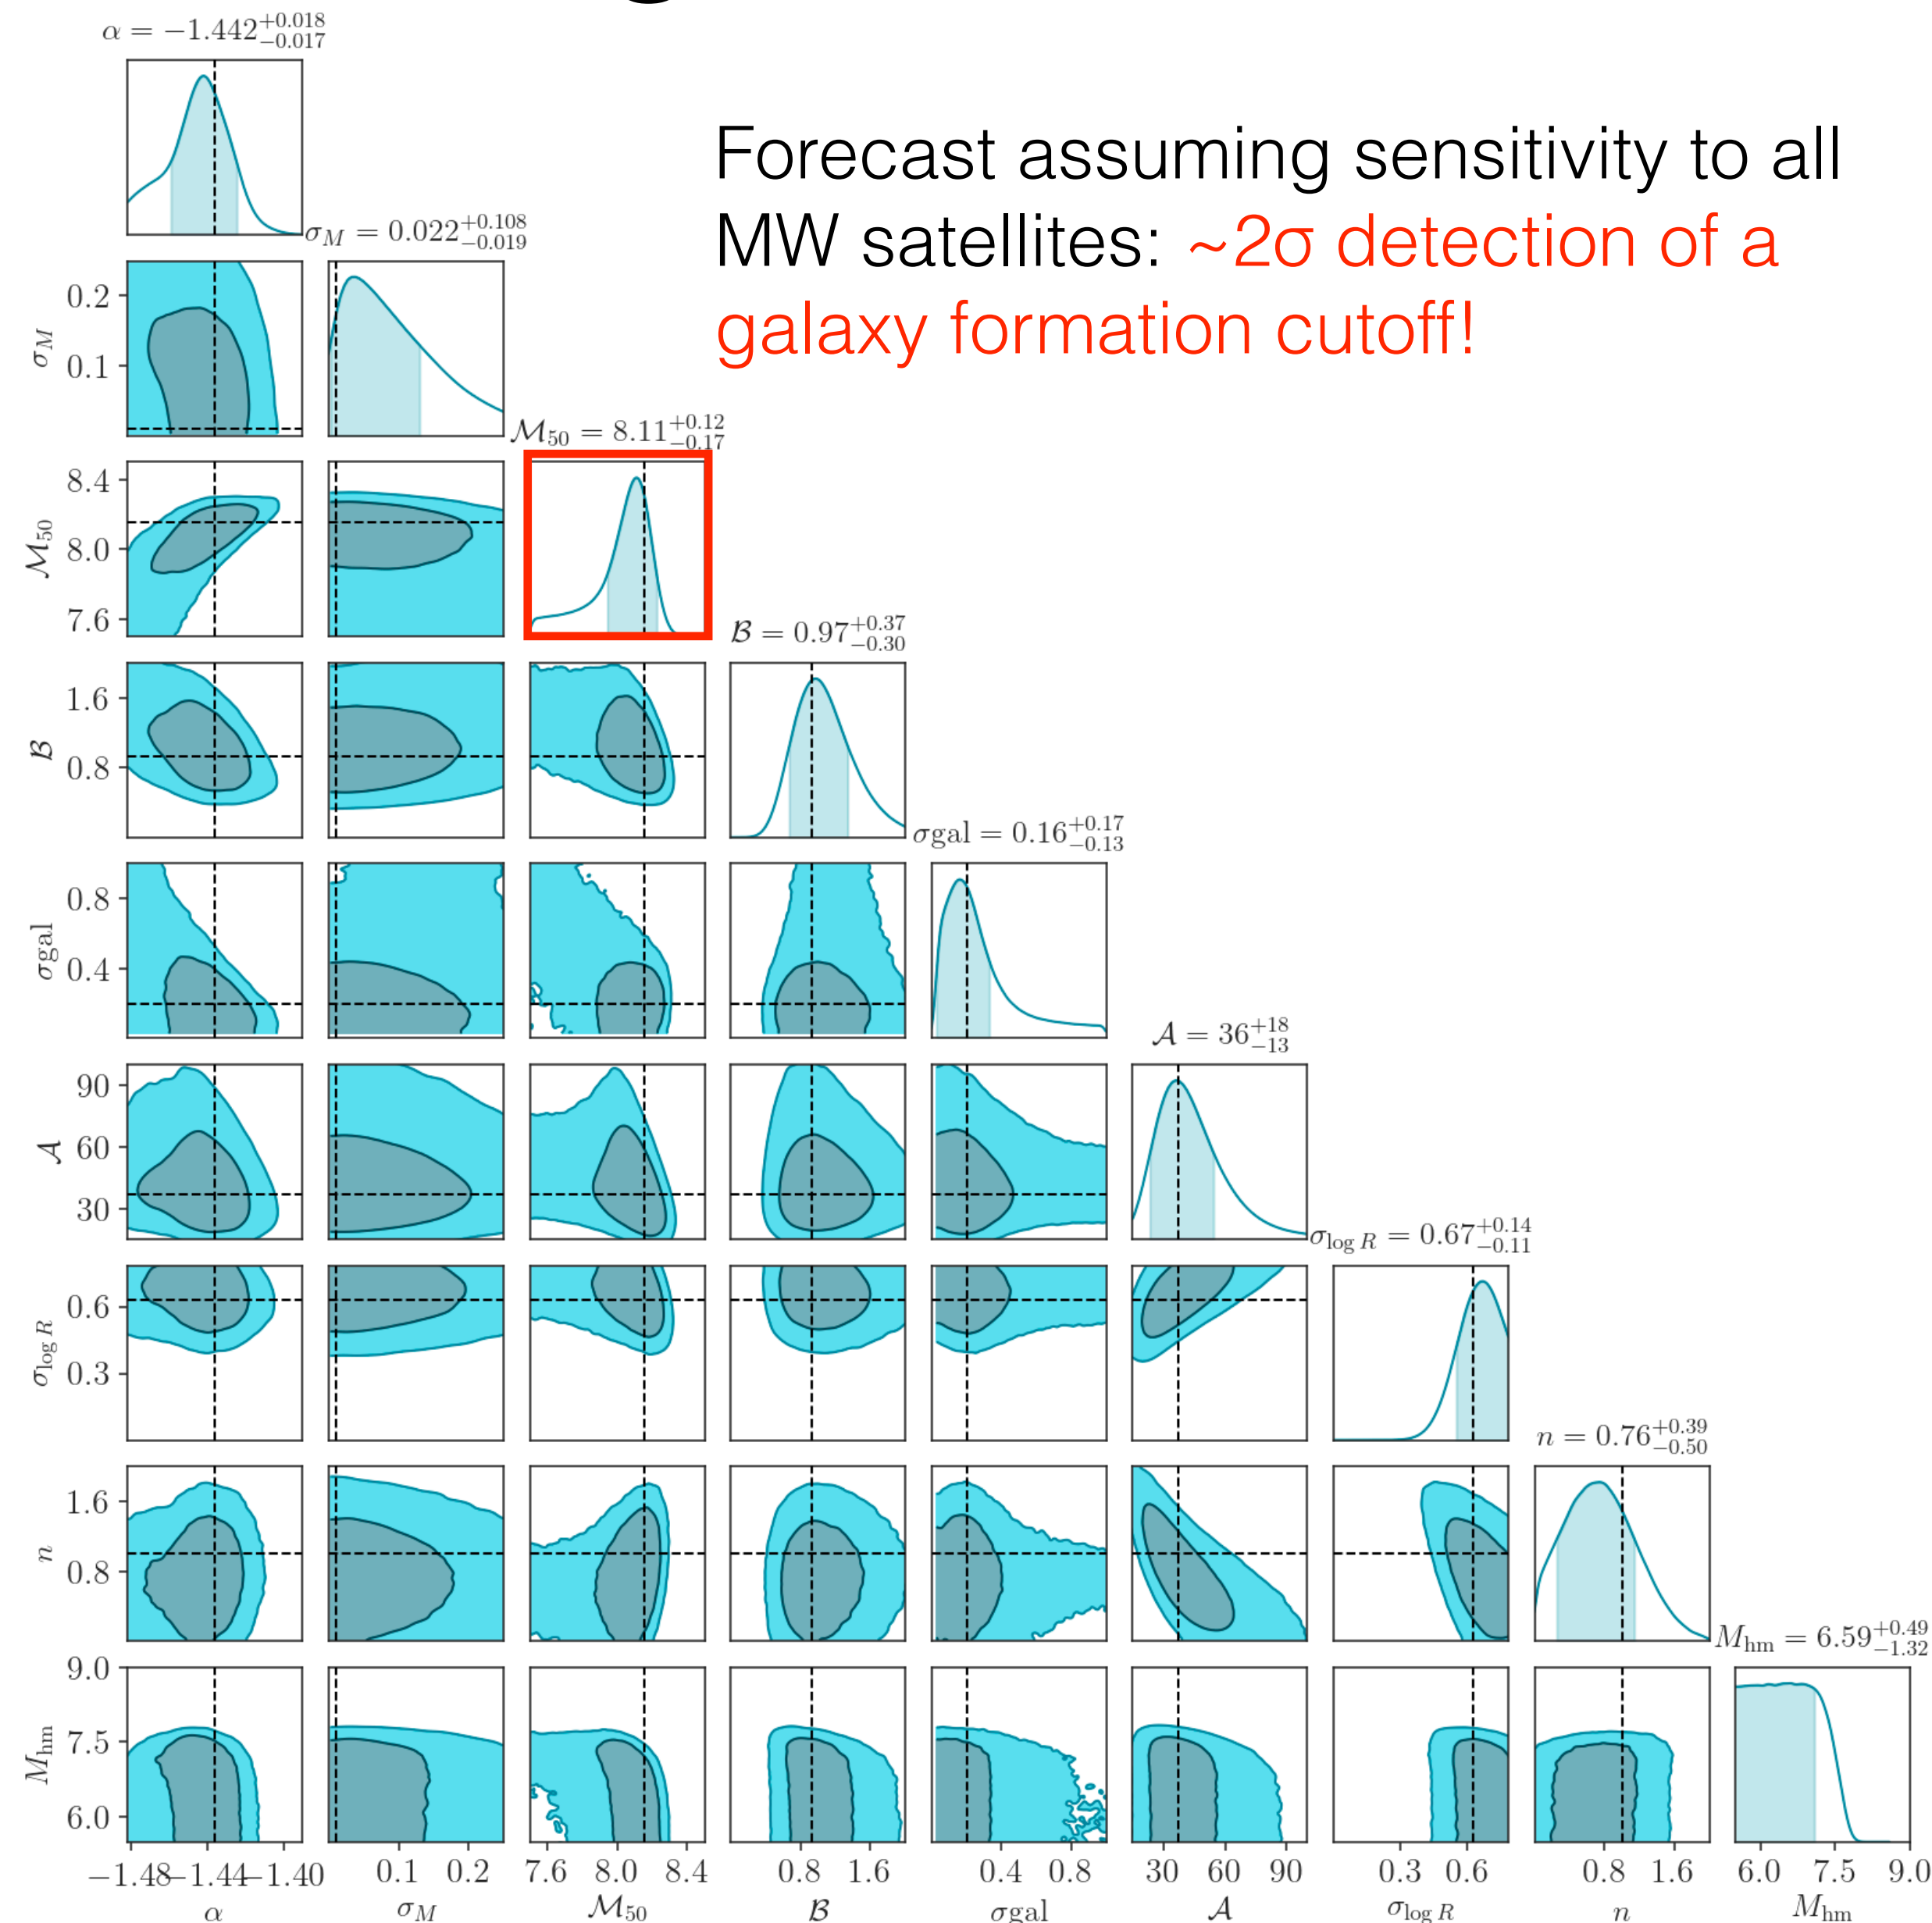 α = −1.442^{+0.018}_{−0.017}
Forecast assuming sensitivity to all
MW satellites: ~2σ detection of a
galaxy formation cutoff!
σ_M = 0.022^{+0.108}_{−0.019}
0.2
0.1
σ_M
ℳ_50 = 8.11^{+0.12}_{−0.17}
8.4
8.0
7.6
ℳ_50
ℬ = 0.97^{+0.37}_{−0.30}
1.6
0.8
ℬ
σgal = 0.16^{+0.17}_{−0.13}
0.8
0.4
σgal
𝒜 = 36^{+18}_{−13}
90
60
30
𝒜
σ_{log R} = 0.67^{+0.14}_{−0.11}
0.6
0.3
σ_{log R}
n = 0.76^{+0.39}_{−0.50}
1.6
0.8
n
M_hm = 6.59^{+0.49}_{−1.32}
9.0
7.5
6.0
M_hm
−1.48 −1.44 −1.40 0.1 0.2 7.6 8.0 8.4 0.8 1.6 0.4 0.8 30 60 90 0.3 0.6 0.8 1.6 6.0 7.5 9.0
α σ_M ℳ_50 ℬ σgal 𝒜 σ_{log R} n M_hm